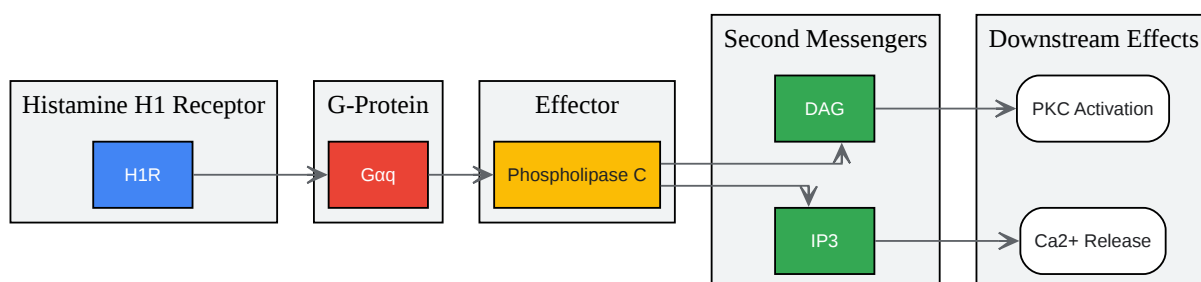 Histamine H1 Receptor
H1R
G-Protein
Gαq
Effector
Phospholipase C
Second Messengers
DAG
IP3
Downstream Effects
PKC Activation
Ca2+ Release